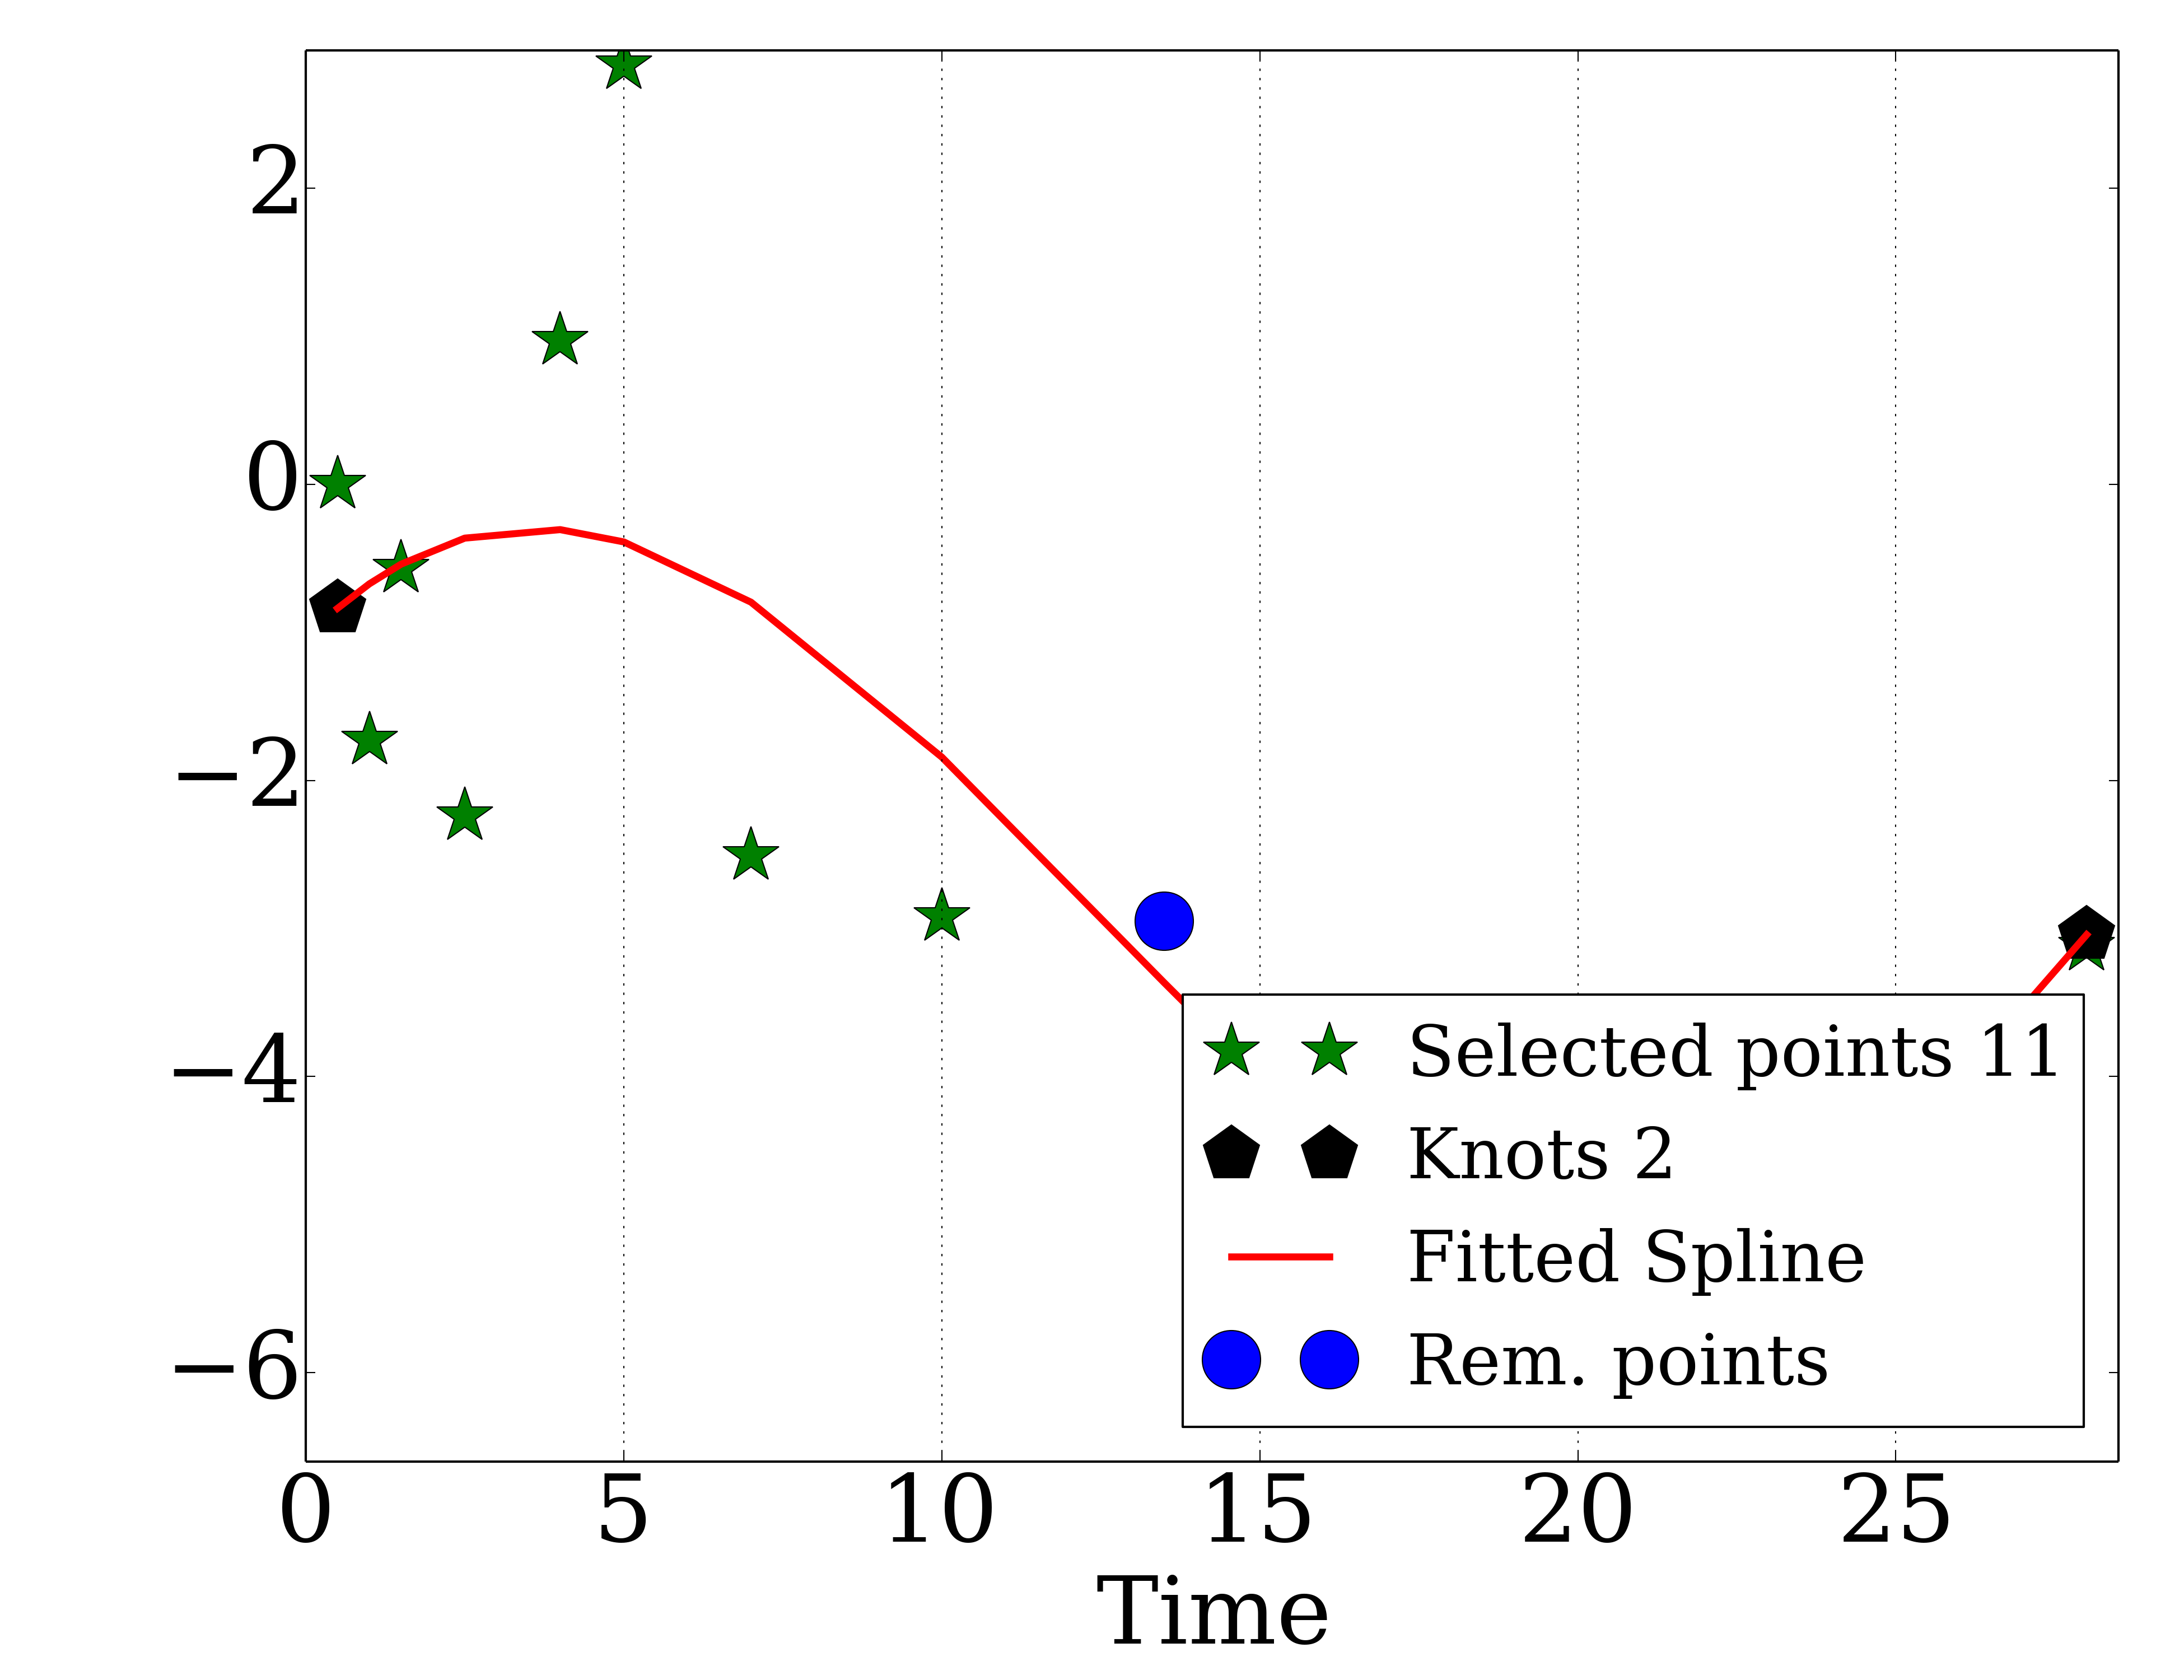 2
0
−2
−4
−6
Selected points 11
Knots 2
Fitted Spline
Rem. points
0 5 10 15 20 25
Time